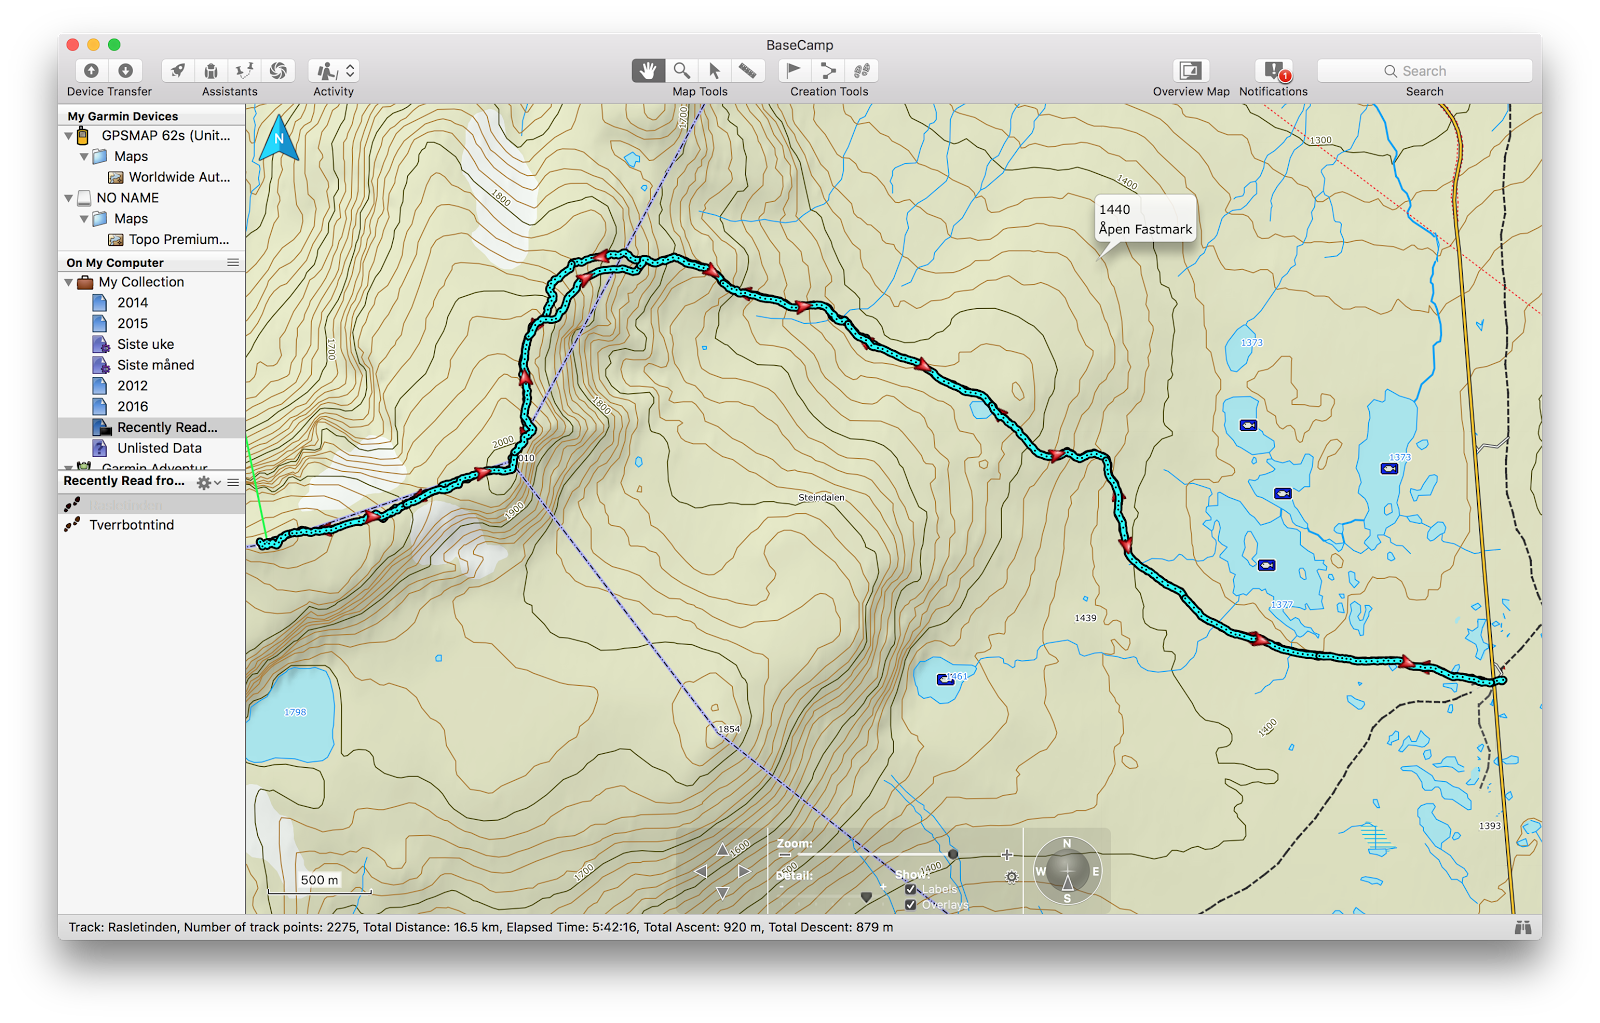 BaseCamp
Device Transfer
Assistants
Activity
Map Tools
Creation Tools
Overview Map
1
Notifications
Search
Search
My Garmin Devices
GPSMAP 62s (Unit...
Maps
Worldwide Aut...
NO NAME
Maps
Topo Premium...
On My Computer
My Collection
2014
2015
Siste uke
Siste måned
2012
2016
Recently Read...
Unlisted Data
Garmin Adventur
Recently Read fro...
Tverrbotntind
N
1700
1300
1400
1440
Åpen Fastmark
1800
1700
1373
1800
2000
010
1373
Steindalen
1900
1377
1439
1461
1798
1854
1400
1393
1600
1700
1400
500 m
Zoom:
Detail:
Show:
Labels
Overlays
N
W
E
S
Track: Rasletinden, Number of track points: 2275, Total Distance: 16.5 km, Elapsed Time: 5:42:16, Total Ascent: 920 m, Total Descent: 879 m